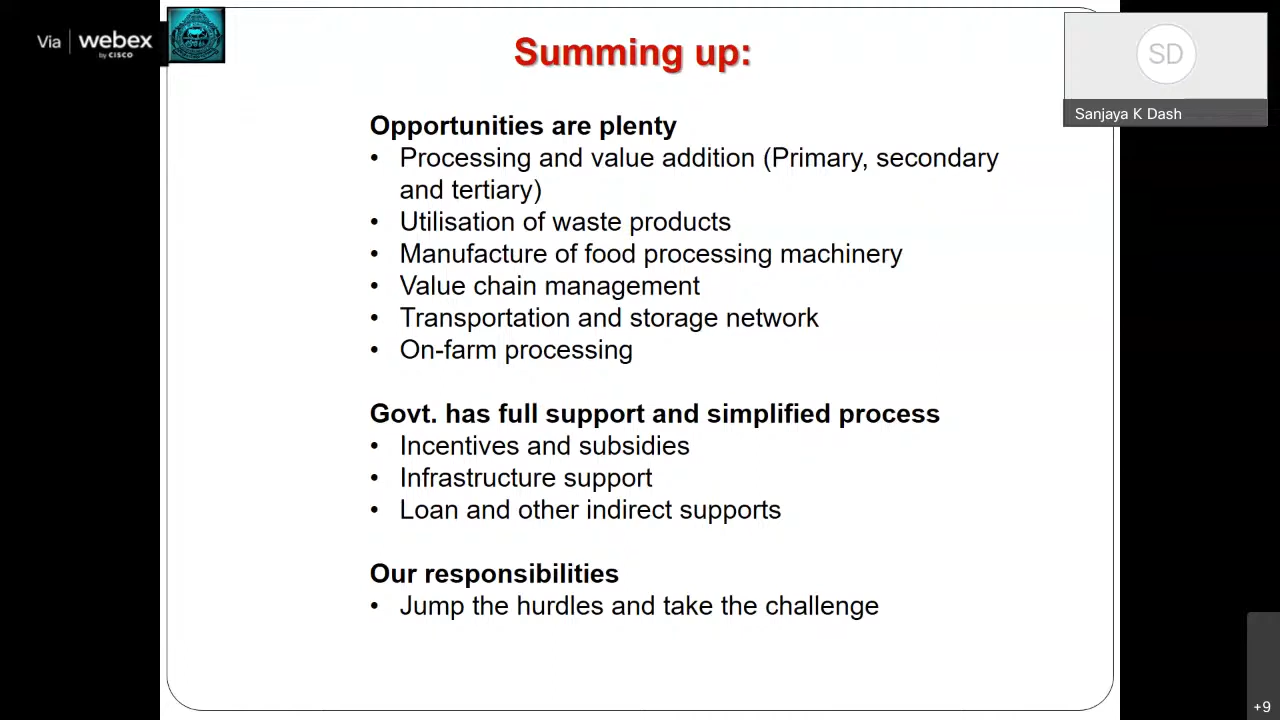 Via webex
by CISCO
Summing up:
SD
Sanjaya K Dash
Opportunities are plenty
• Processing and value addition (Primary, secondary
and tertiary)
• Utilisation of waste products
• Manufacture of food processing machinery
• Value chain management
• Transportation and storage network
• On-farm processing
Govt. has full support and simplified process
• Incentives and subsidies
• Infrastructure support
• Loan and other indirect supports
Our responsibilities
• Jump the hurdles and take the challenge
+9